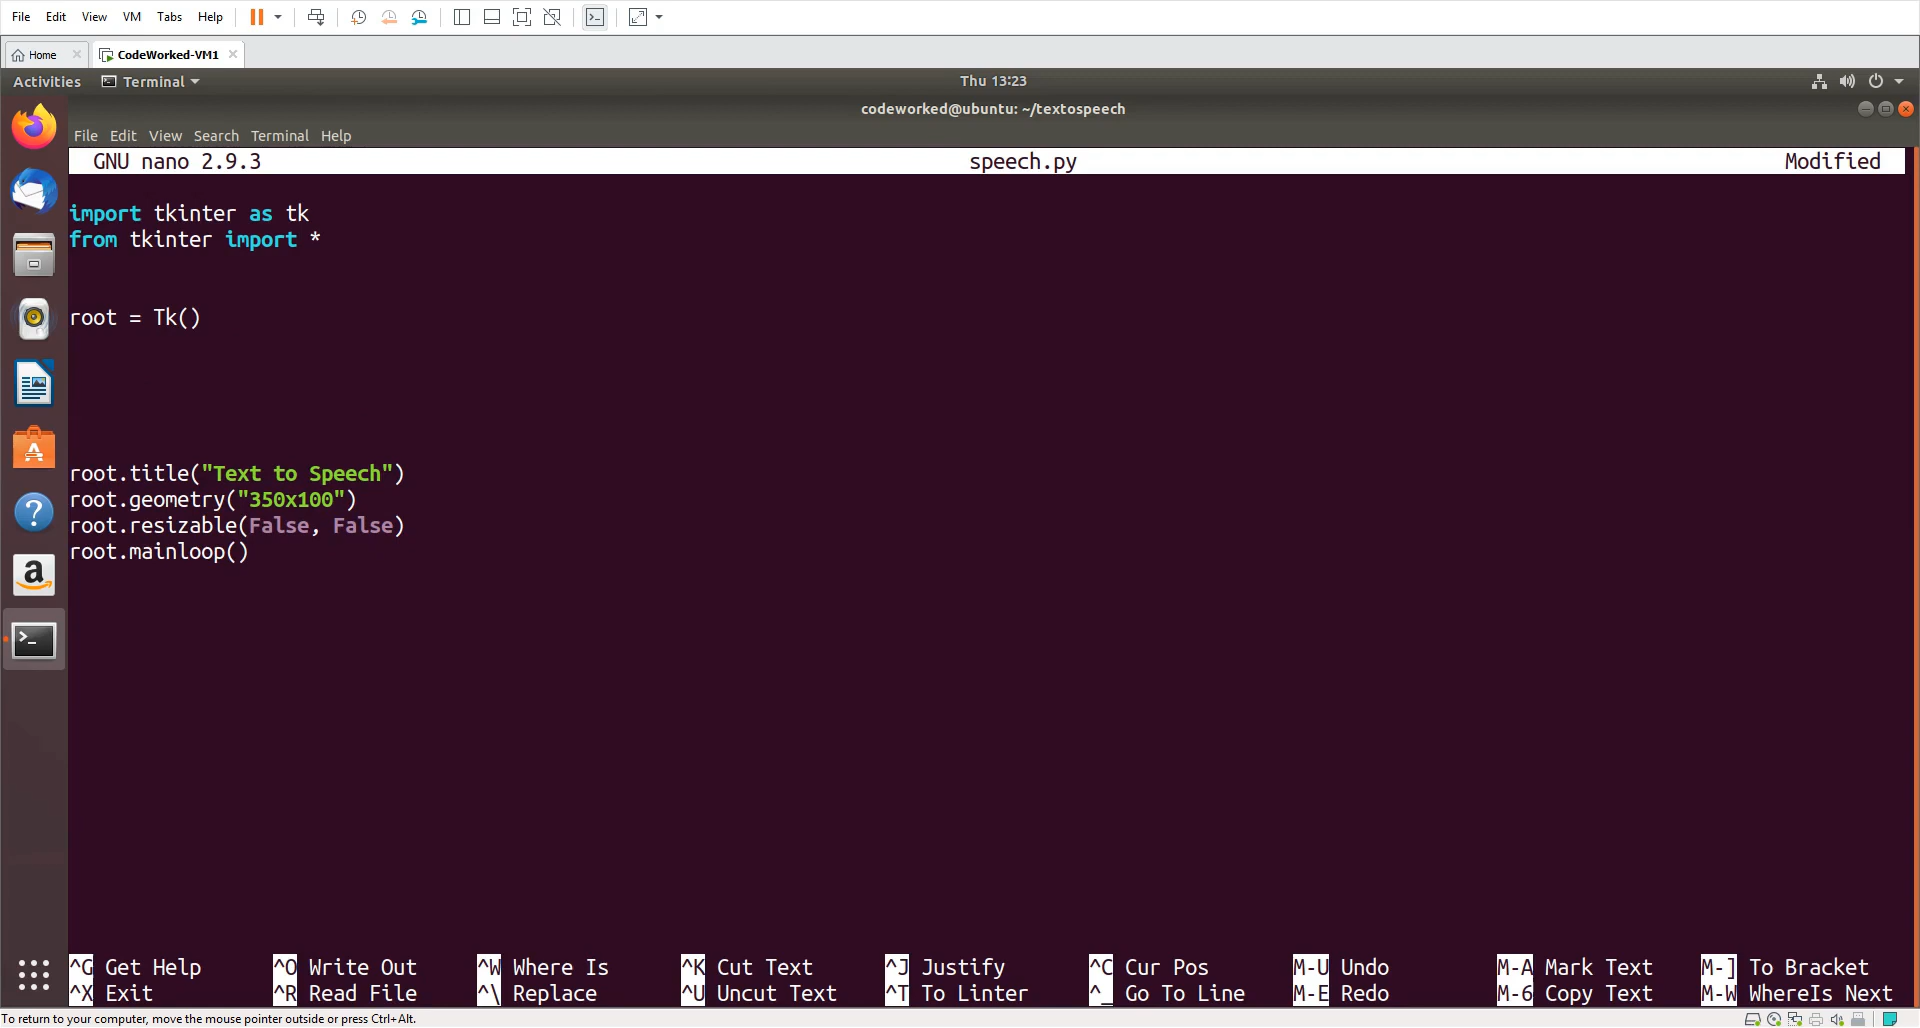 File Edit View VM Tabs Help
Home CodeWorked-VM1
Activities Terminal Thu 13:23
codeworked@ubuntu: ~/textospeech
File Edit View Search Terminal Help
GNU nano 2.9.3 speech.py Modified
import tkinter as tk
from tkinter import *
root = Tk()
root.title("Text to Speech")
root.geometry("350x100")
root.resizable(False, False)
root.mainloop()
^G Get Help ^O Write Out ^W Where Is ^K Cut Text ^J Justify ^C Cur Pos M-U Undo M-A Mark Text M-] To Bracket
^X Exit ^R Read File ^\ Replace ^U Uncut Text ^T To Linter ^_ Go To Line M-E Redo M-6 Copy Text M-W WhereIs Next
To return to your computer, move the mouse pointer outside or press Ctrl+Alt.